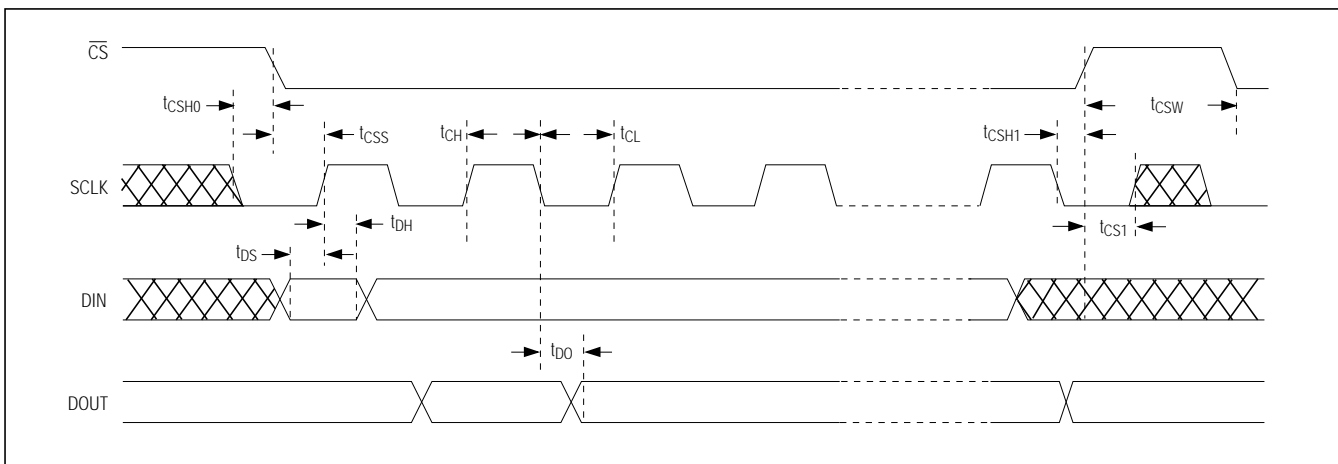 CS
tCSH0
tCSS
tCH
tCL
tCSH1
tCSW
SCLK
tDH
tDS
tCS1
DIN
tDO
DOUT